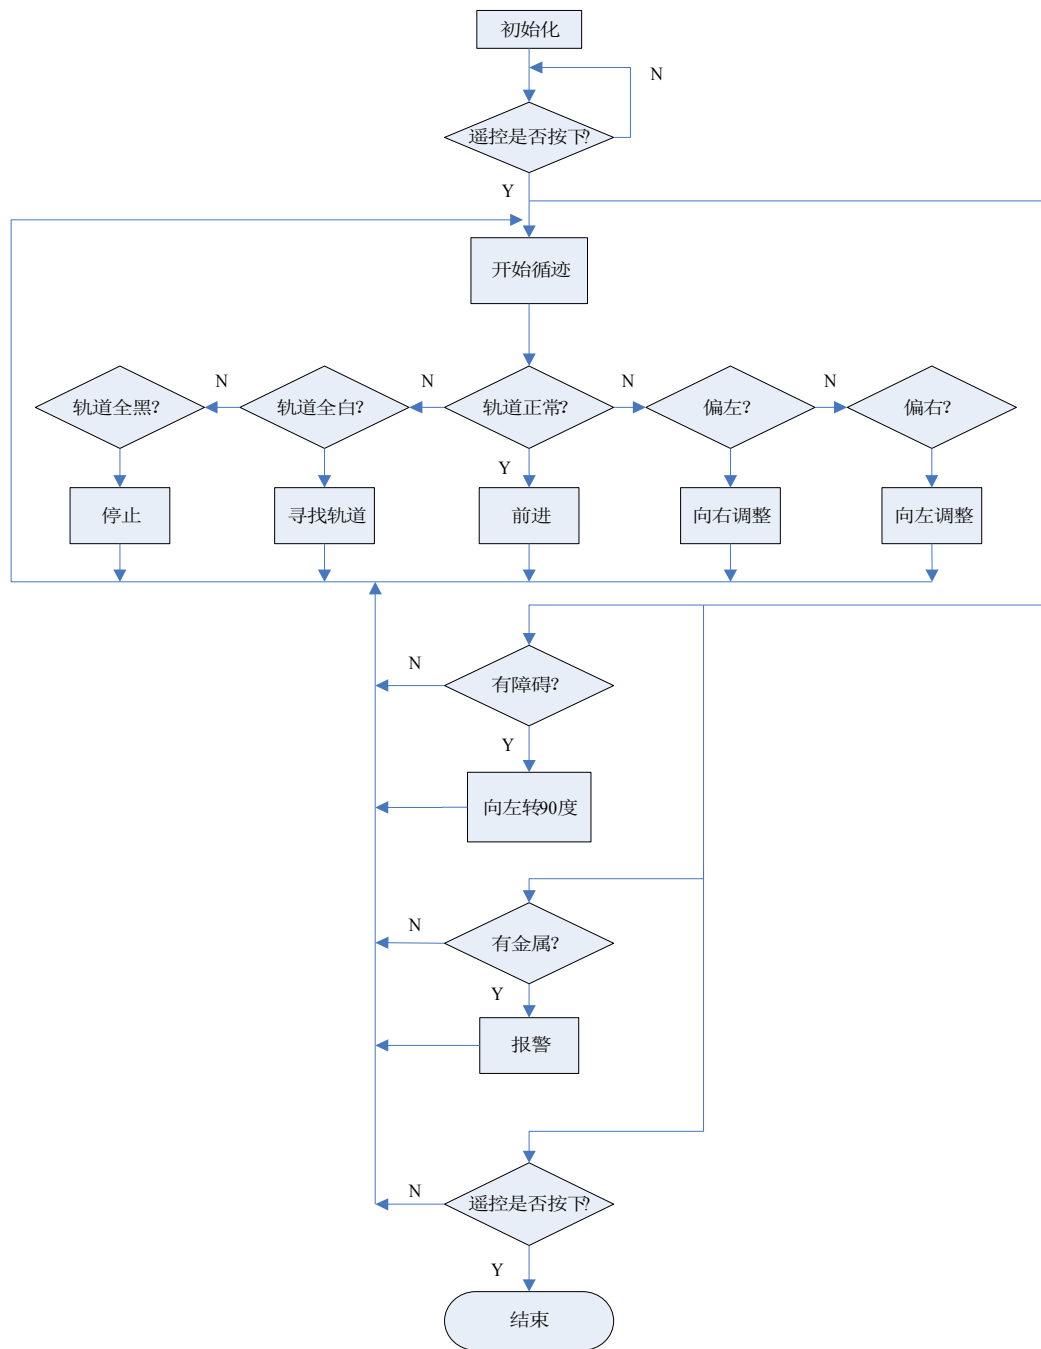 初始化
N
遥控是否按下?
Y
开始循迹
N
N
N
N
轨道全黑?
轨道全白?
轨道正常?
偏左?
偏右?
Y
停止
寻找轨道
前进
向右调整
向左调整
N
有障碍?
Y
向左转90度
N
有金属?
Y
报警
N
遥控是否按下?
Y
结束